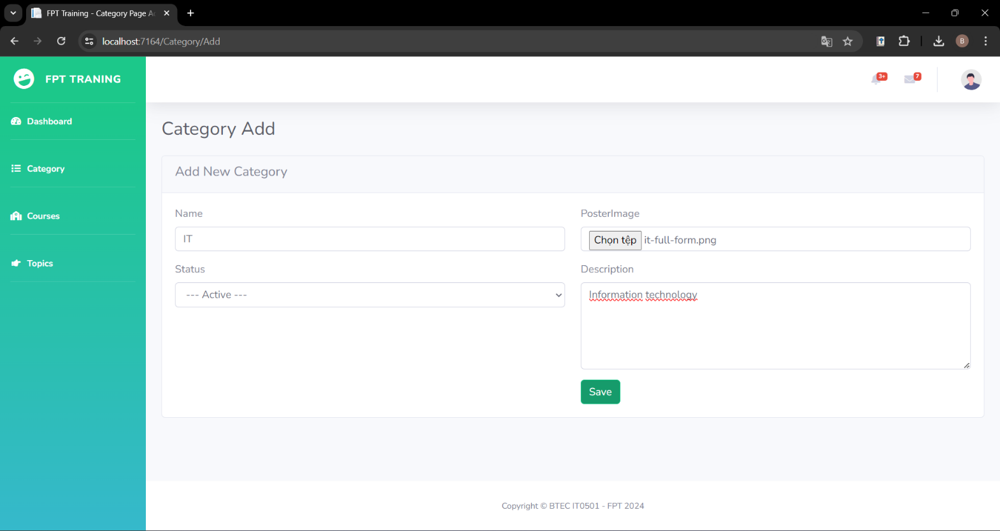 FPT Training - Category Page Ad
localhost:7164/Category/Add
B
FPT TRANING
3+
7
Dashboard
Category
Courses
Topics
Category Add
Add New Category
Name
IT
PosterImage
Chọn tệp it-full-form.png
Status
--- Active ---
Description
Information technology
Save
Copyright © BTEC IT0501 - FPT 2024